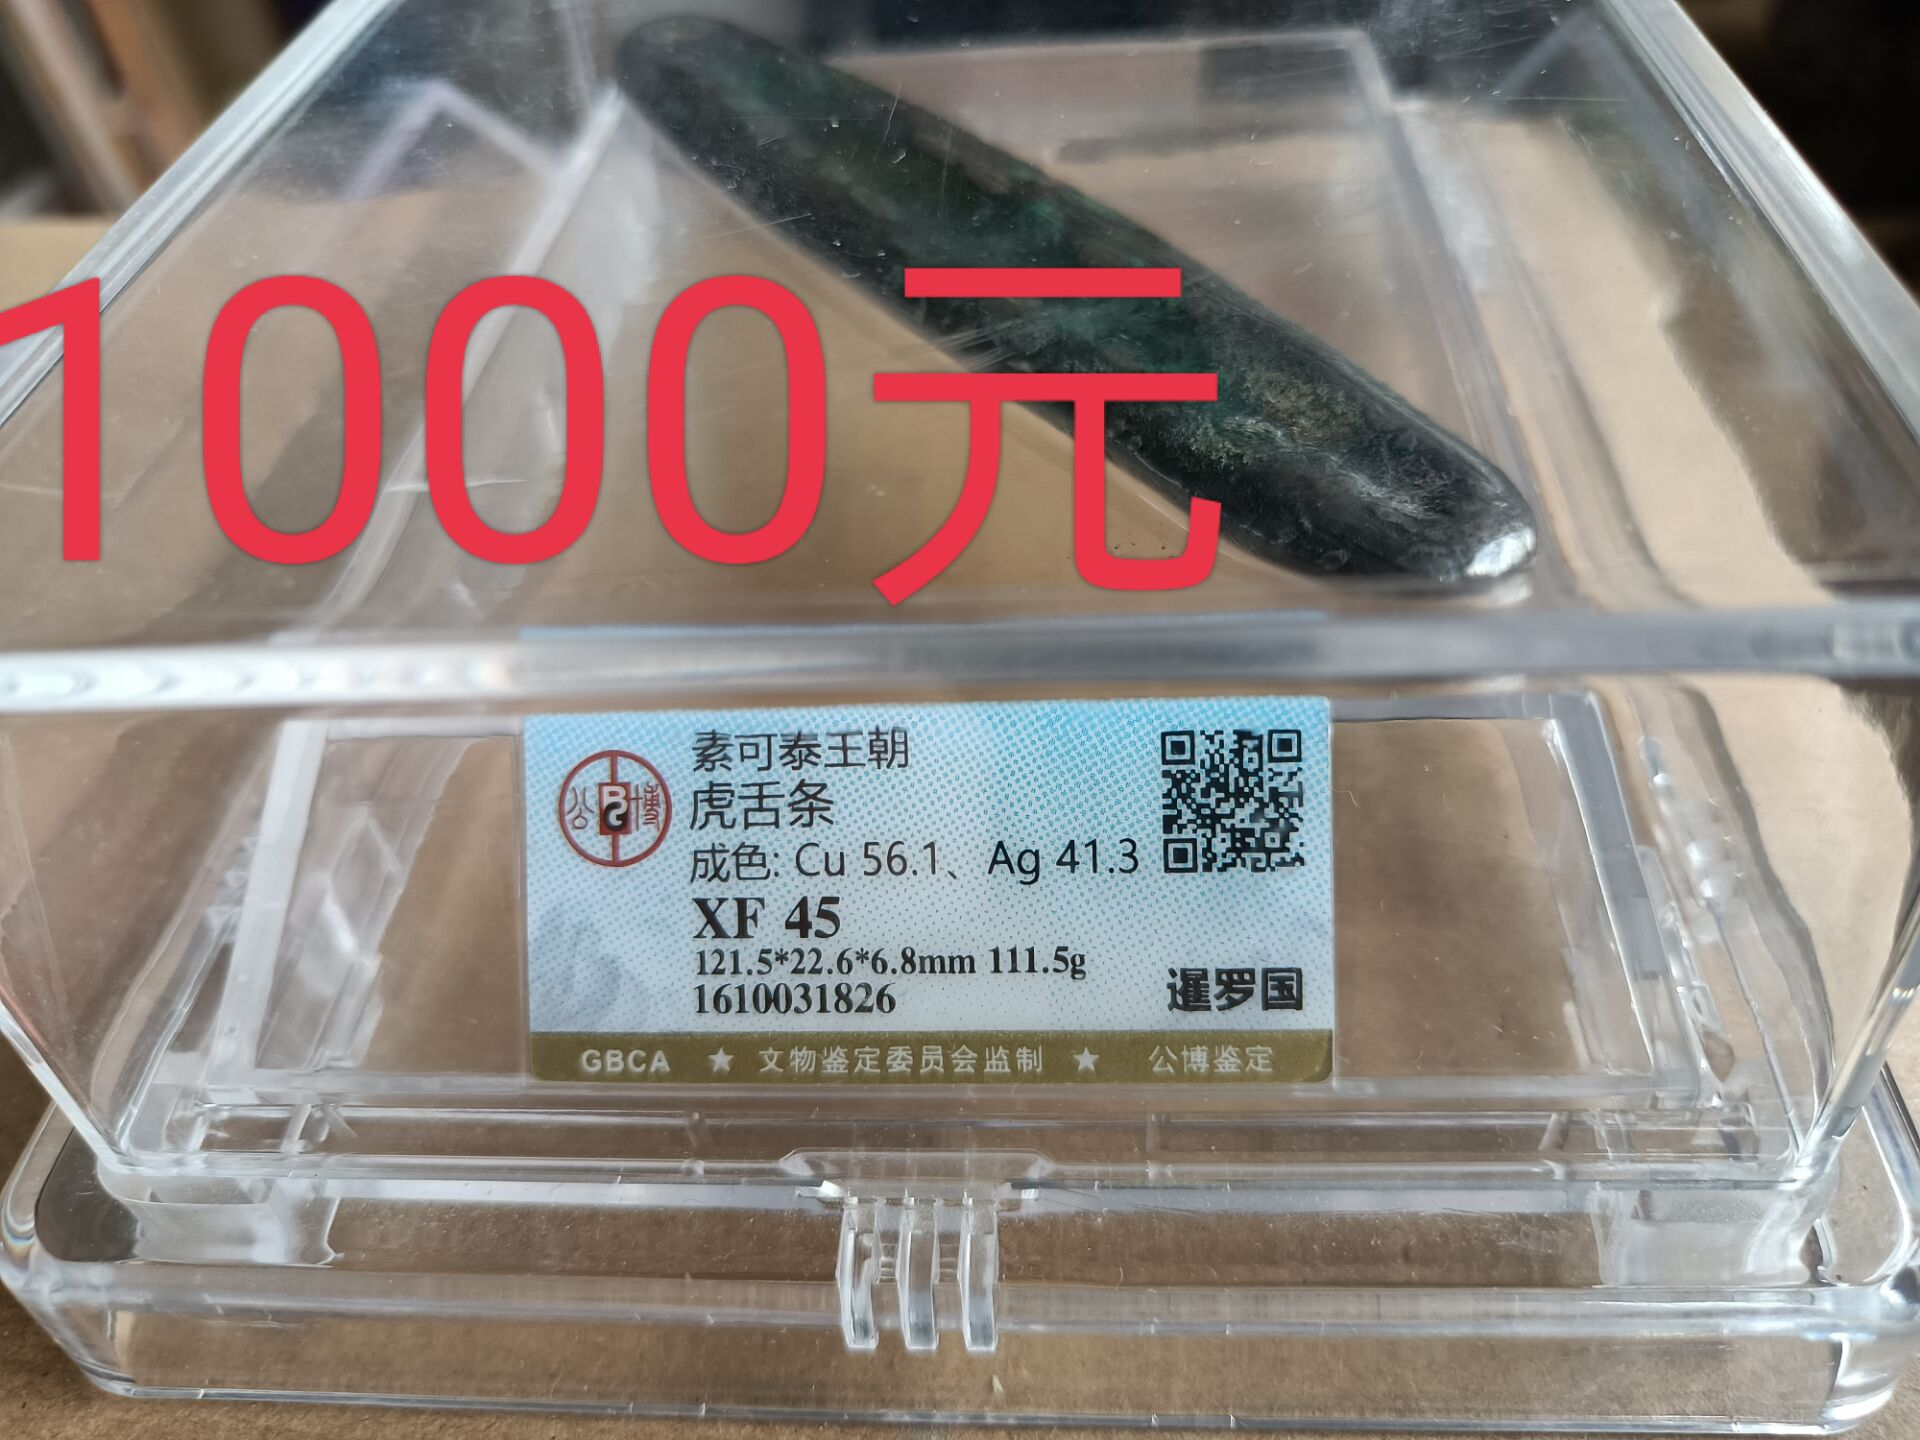 1000元
素可泰王朝
虎舌条
成色: Cu 56.1、Ag 41.3
XF 45
121.5*22.6*6.8mm 111.5g
1610031826
暹罗国
公博
GBCA ★ 文物鉴定委员会监制 ★ 公博鉴定